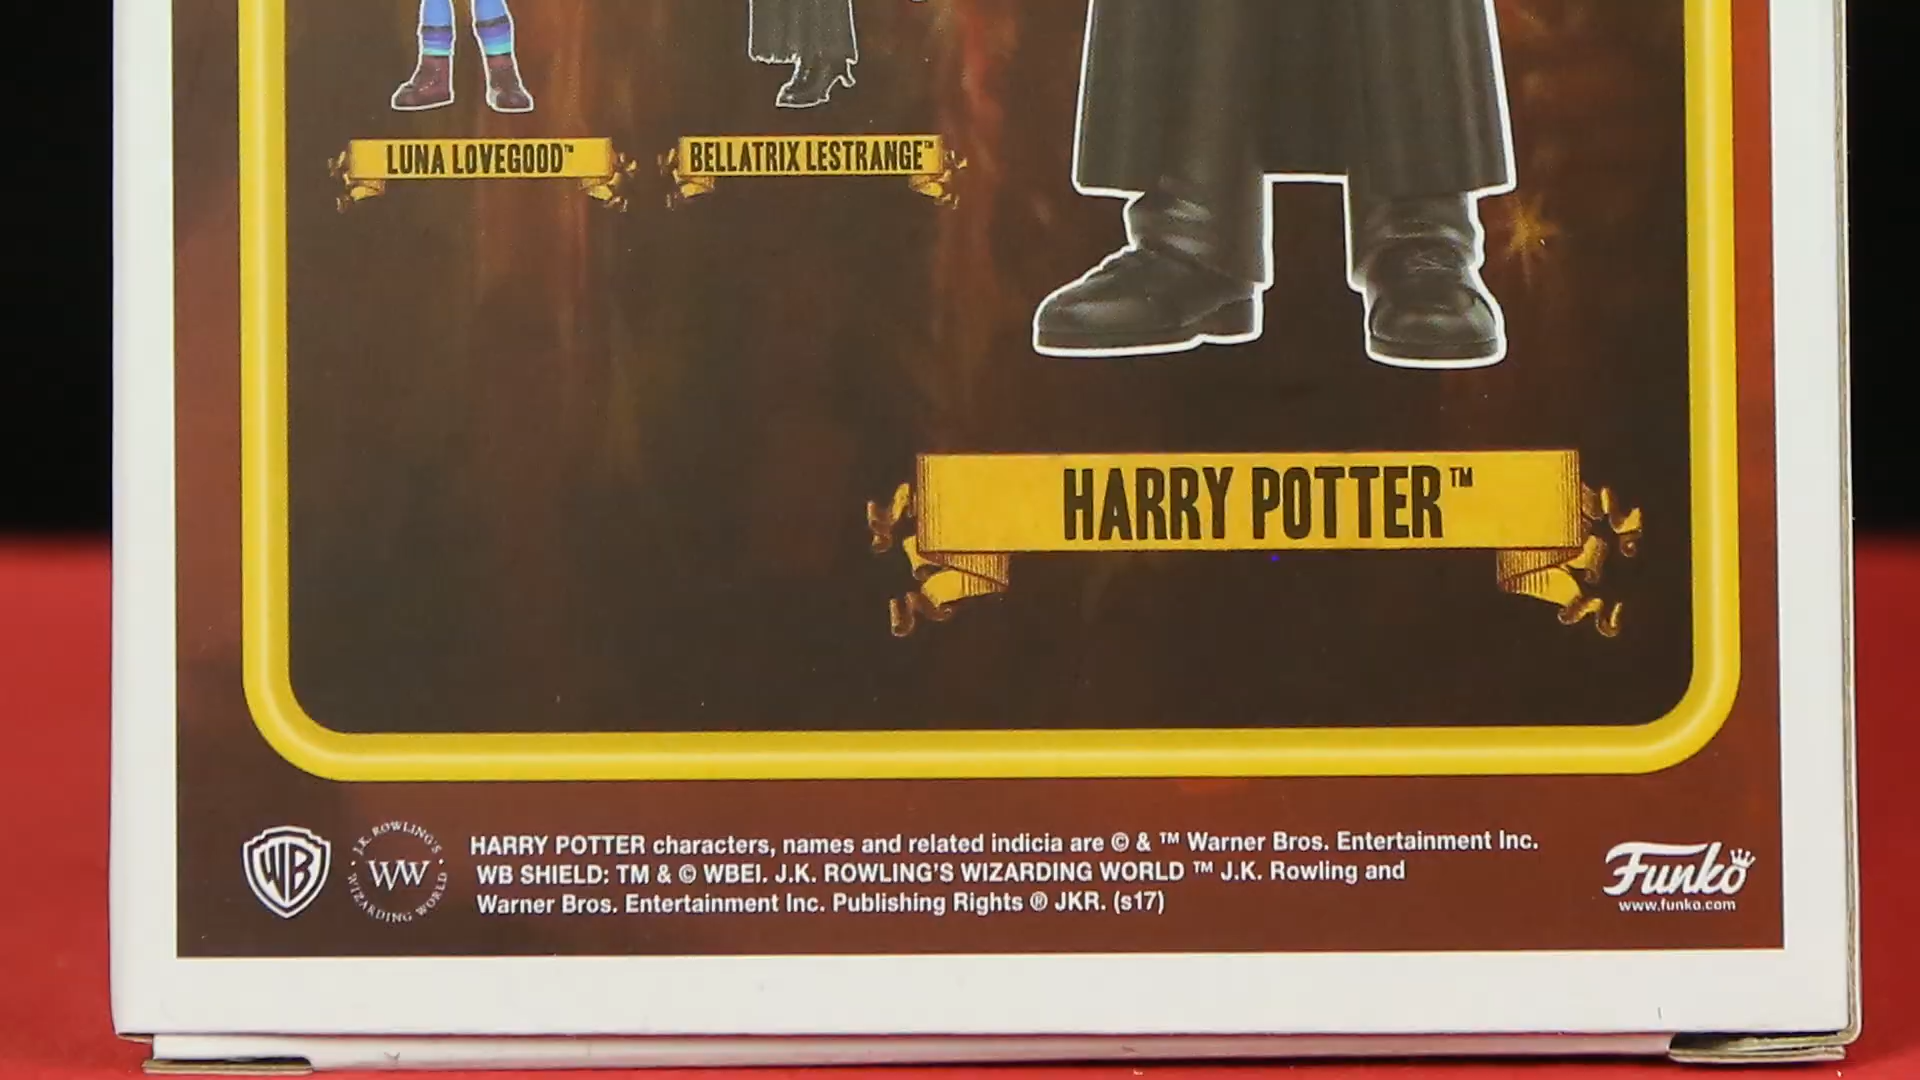 LUNA LOVEGOOD™
BELLATRIX LESTRANGE™
HARRY POTTER™
WB
J.K. ROWLING'S
WW
WIZARDING WORLD
HARRY POTTER characters, names and related indicia are © & ™ Warner Bros. Entertainment Inc.
WB SHIELD: TM & © WBEI. J.K. ROWLING'S WIZARDING WORLD ™ J.K. Rowling and
Warner Bros. Entertainment Inc. Publishing Rights ® JKR. (s17)
Funko
www.funko.com